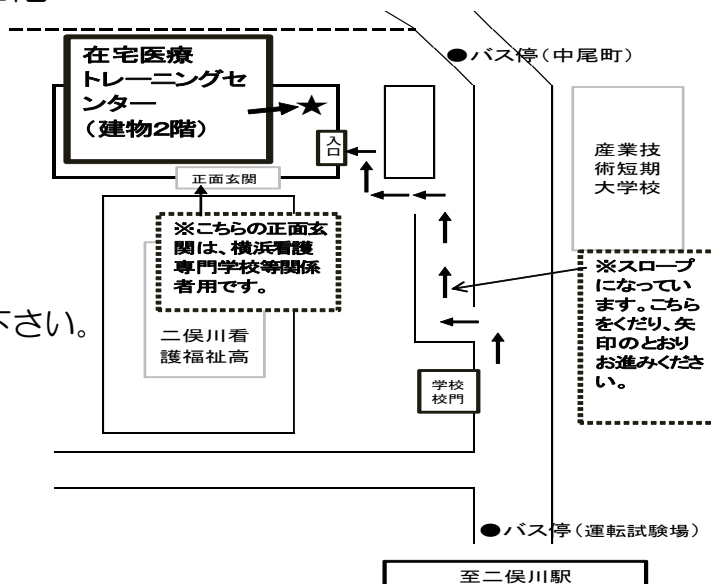 在宅医療
トレーニングセ
ンター
(建物2階)
★
●バス停(中尾町)
入
口
正面玄関
産業技
術短期
大学校
※こちらの正面玄
関は、横浜看護
専門学校等関係
者用です。
※スロープ
になってい
ます。こちら
をくだり、矢
印のとおり
お進みくださ
い。
下さい。
二俣川看
護福祉高
学校
校門
●バス停(運転試験場)
至二俣川駅